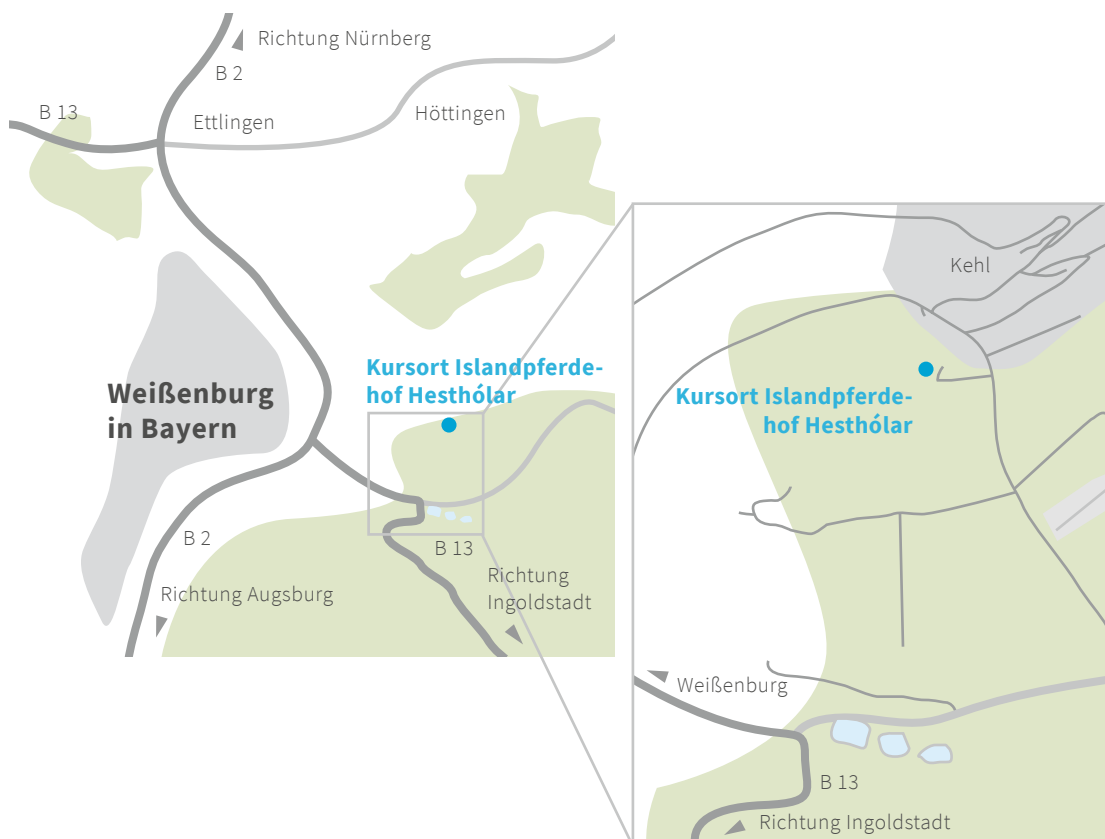 Richtung Nürnberg
B 2
B 13
Ettlingen
Höttingen
Weißenburg
in Bayern
Kursort Islandpferde-
hof Hesthólar
B 2
B 13
Richtung
Ingoldstadt
Richtung Augsburg
Kehl
Kursort Islandpferde-
hof Hesthólar
Weißenburg
B 13
Richtung Ingoldstadt